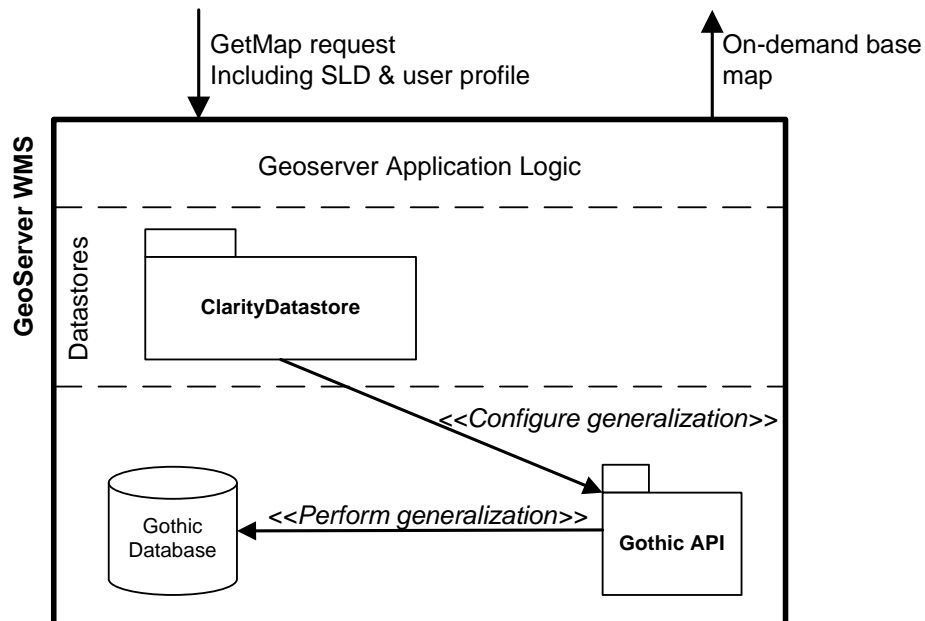 GetMap request
Including SLD & user profile
On-demand base
map
GeoServer WMS
Geoserver Application Logic
Datastores
ClarityDatastore
<<Configure generalization>>
<<Perform generalization>>
Gothic
Database
Gothic API